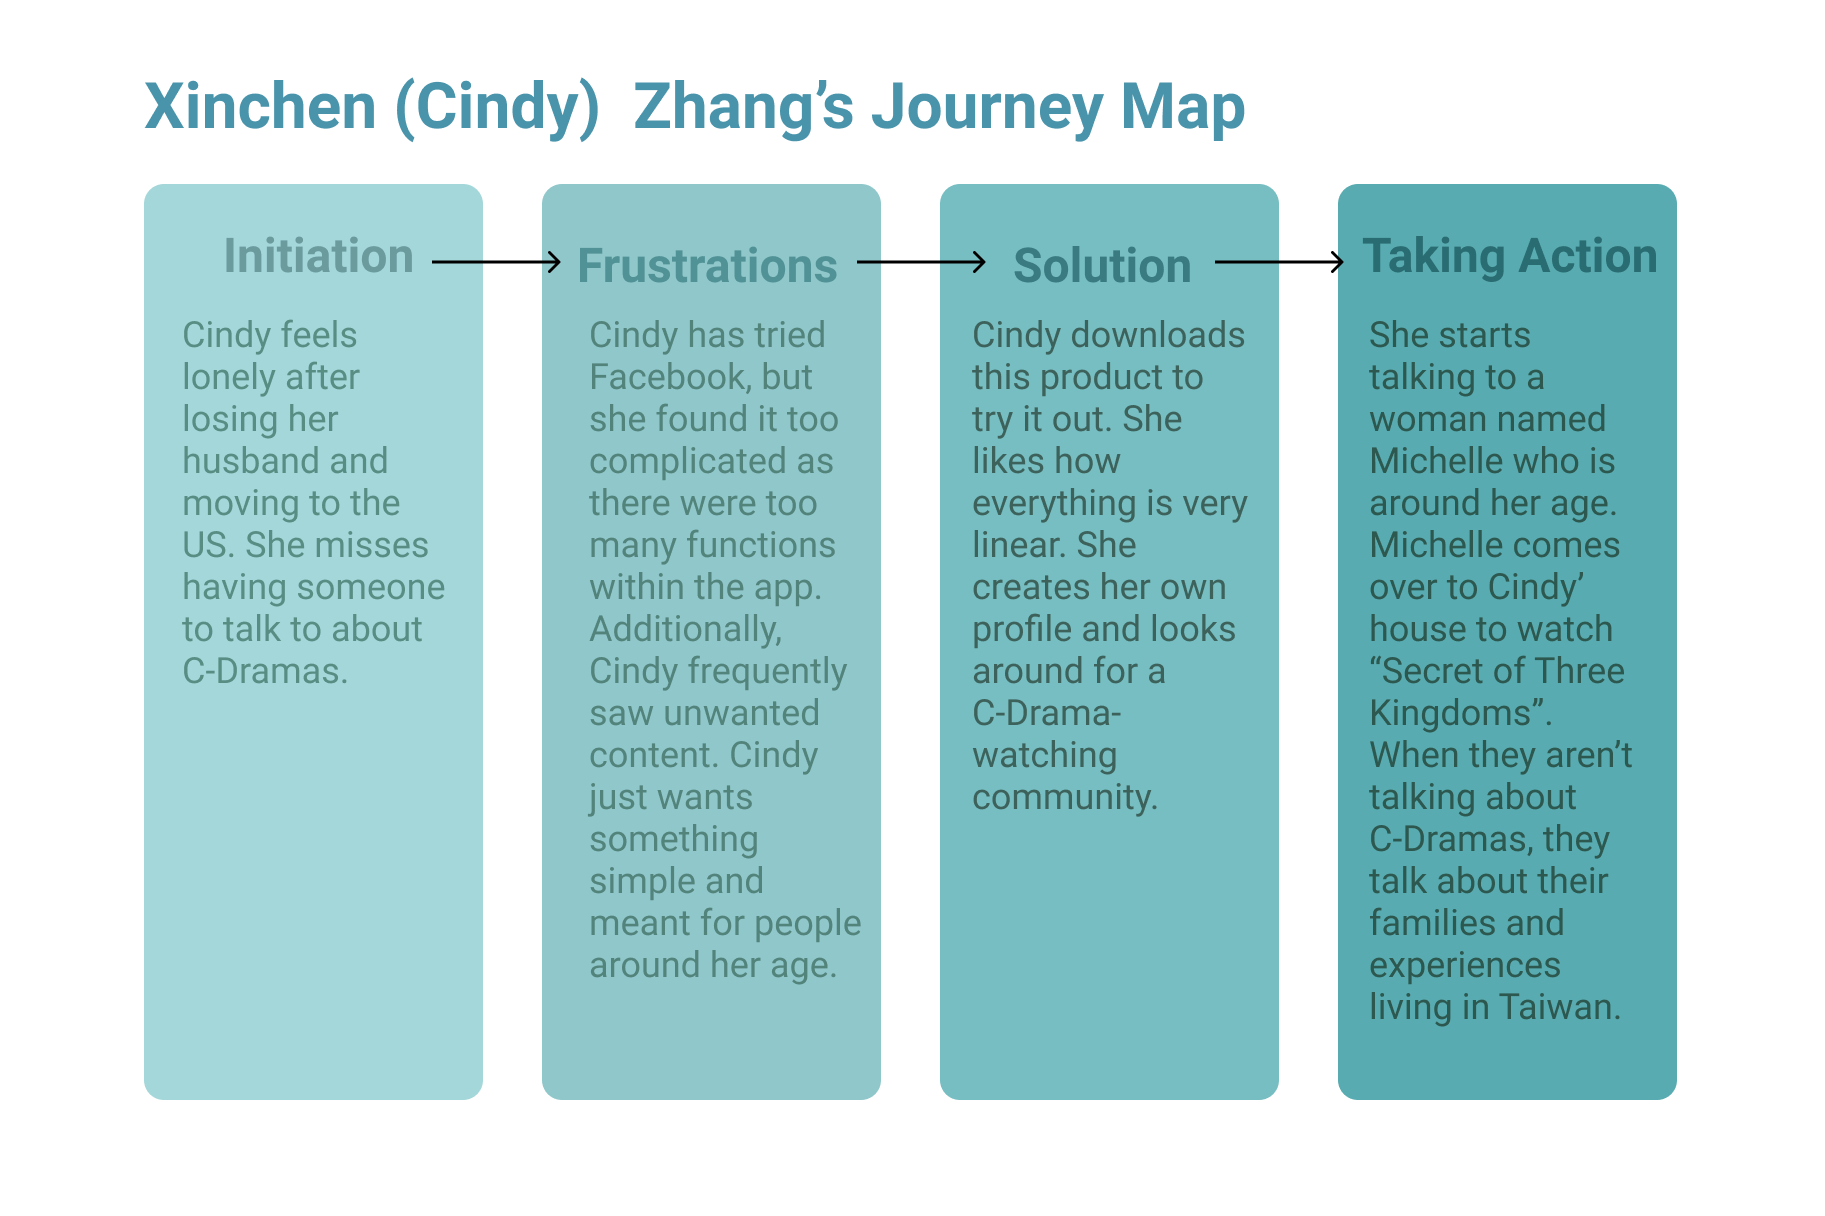 Xinchen (Cindy)  Zhang’s Journey Map
Initiation
Cindy feels
lonely after
losing her
husband and
moving to the
US. She misses
having someone
to talk to about
C-Dramas.
Frustrations
Cindy has tried
Facebook, but
she found it too
complicated as
there were too
many functions
within the app.
Additionally,
Cindy frequently
saw unwanted
content. Cindy
just wants
something
simple and
meant for people
around her age.
Solution
Cindy downloads
this product to
try it out. She
likes how
everything is very
linear. She
creates her own
profile and looks
around for a
C-Drama-
watching
community.
Taking Action
She starts
talking to a
woman named
Michelle who is
around her age.
Michelle comes
over to Cindy’
house to watch
“Secret of Three
Kingdoms”.
When they aren’t
talking about
C-Dramas, they
talk about their
families and
experiences
living in Taiwan.